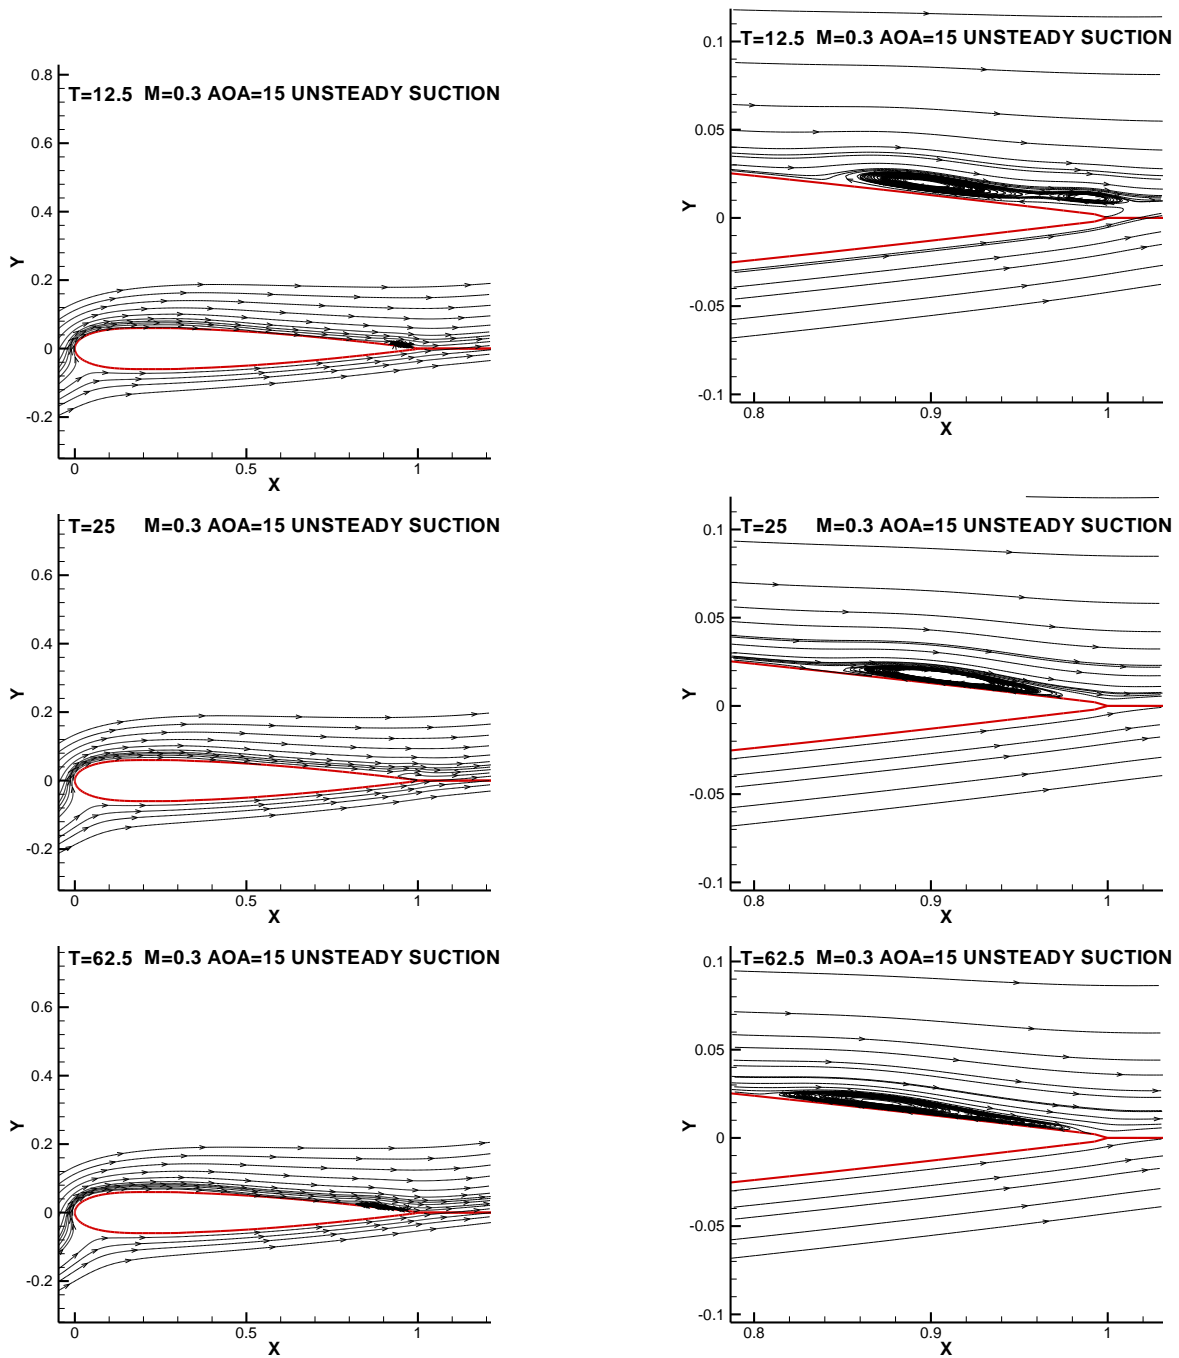 T=12.5 M=0.3 AOA=15 UNSTEADY SUCTION
0.8
0.6
0.4
0.2
0
-0.2
Y
0 0.5 1
X
T=12.5 M=0.3 AOA=15 UNSTEADY SUCTION
0.1
0.05
0
-0.05
-0.1
Y
0.8 0.9 1
X
T=25 M=0.3 AOA=15 UNSTEADY SUCTION
0.6
0.4
0.2
0
-0.2
Y
0 0.5 1
X
T=25 M=0.3 AOA=15 UNSTEADY SUCTION
0.1
0.05
0
-0.05
-0.1
Y
0.8 0.9 1
X
T=62.5 M=0.3 AOA=15 UNSTEADY SUCTION
0.6
0.4
0.2
0
-0.2
Y
0 0.5 1
X
T=62.5 M=0.3 AOA=15 UNSTEADY SUCTION
0.1
0.05
0
-0.05
-0.1
Y
0.8 0.9 1
X